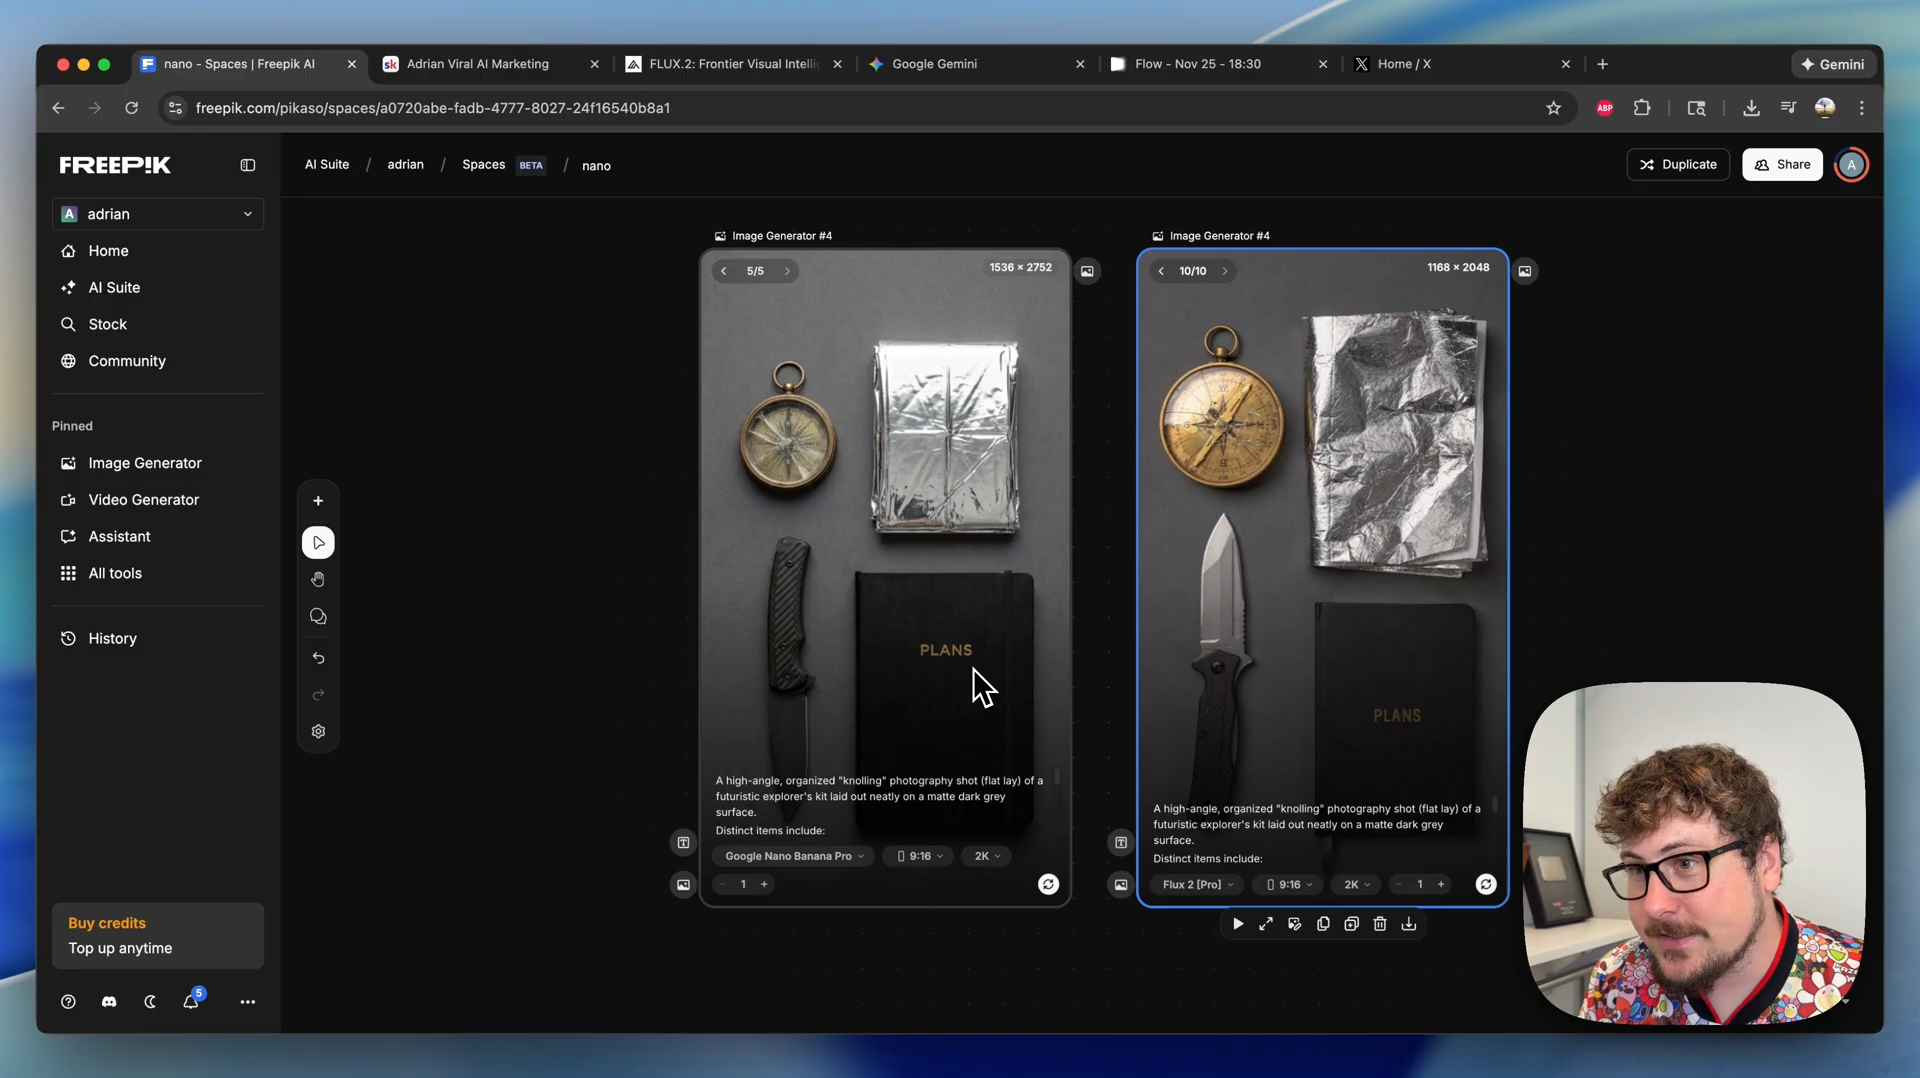 nano - Spaces | Freepik AI
Adrian Viral AI Marketing
FLUX.2: Frontier Visual Intelli
Google Gemini
Flow - Nov 25 - 18:30
Home / X
Gemini
freepik.com/pikaso/spaces/a0720abe-fadb-4777-8027-24f16540b8a1
ABP
FREEP!K
AI Suite / adrian / Spaces BETA / nano
Duplicate
Share
A
A adrian
Home
AI Suite
Stock
Community
Pinned
Image Generator
Video Generator
Assistant
All tools
History
Buy credits
Top up anytime
5
Image Generator #4
5/5
1536 × 2752
PLANS
A high-angle, organized "knolling" photography shot (flat lay) of a
futuristic explorer's kit laid out neatly on a matte dark grey
surface.
Distinct items include:
Google Nano Banana Pro
9:16
2K
1
Image Generator #4
10/10
1168 × 2048
PLANS
A high-angle, organized "knolling" photography shot (flat lay) of a
futuristic explorer's kit laid out neatly on a matte dark grey
surface.
Distinct items include:
Flux 2 [Pro]
9:16
2K
1